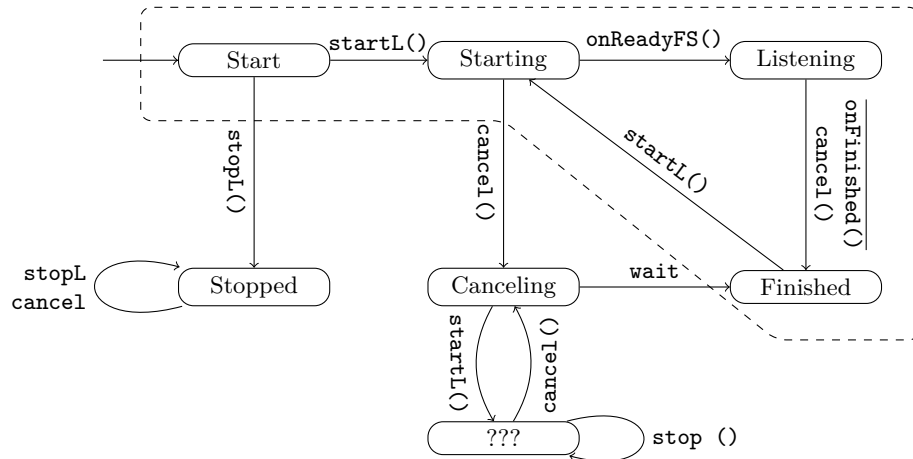 startL()
onReadyFS()
Start
Starting
Listening
stopL()
cancel()
startL()
cancel()
onFinished()
stopL
cancel
Stopped
Canceling
wait
Finished
startL()
cancel()
???
stop ()